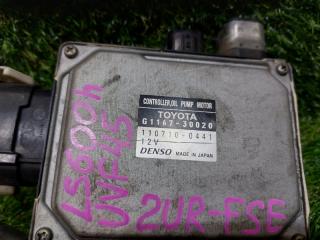 CONTROLLER,OIL PUMP MOTOR
TOYOTA
G1167-30020
110710-0441
12V
DENSO MADE IN JAPAN
LS600h
UVF45
2UR-FSE